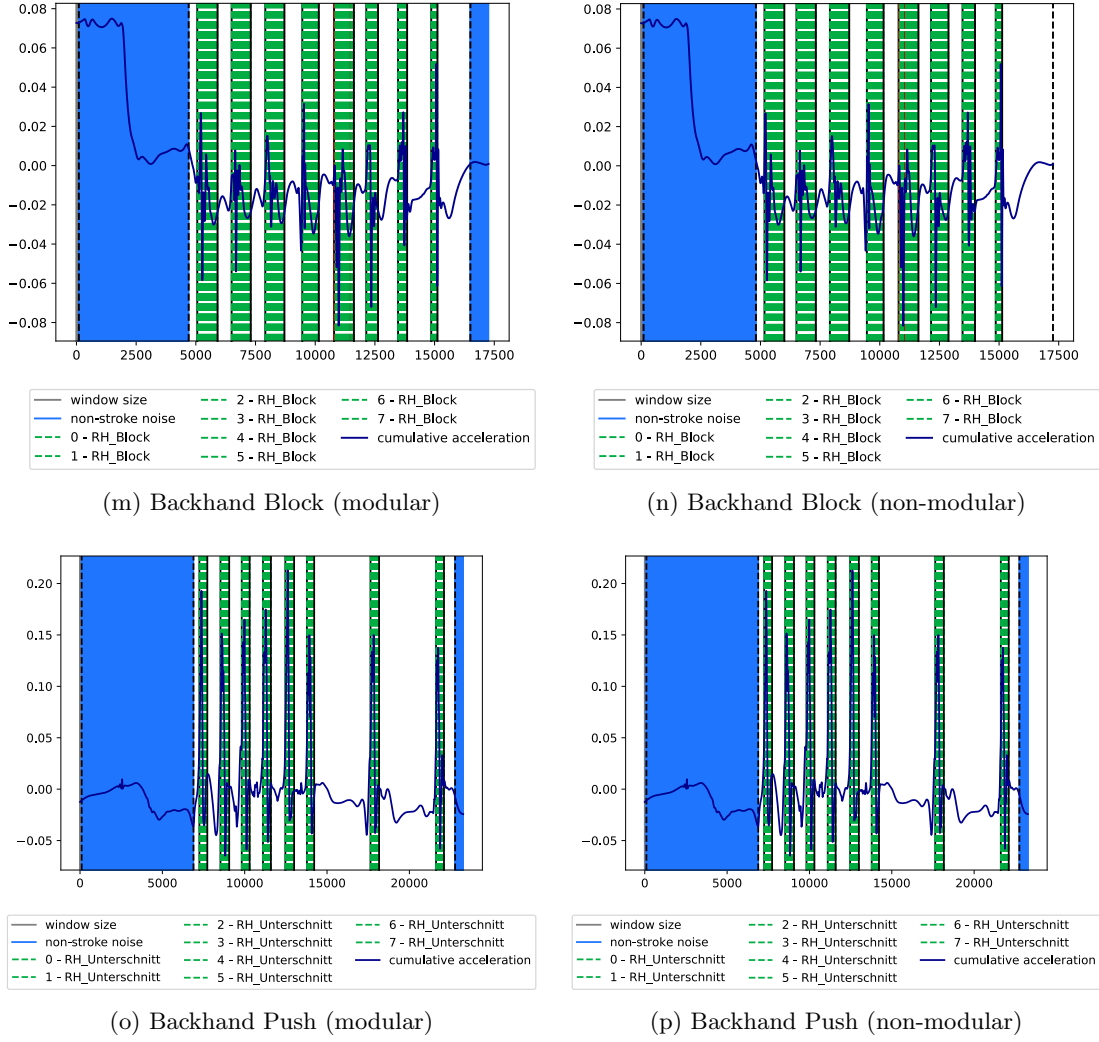 0.08
0.06
0.04
0.02
0.00
−0.02
−0.04
−0.06
−0.08
0 2500 5000 7500 10000 12500 15000 17500
window size
non-stroke noise
0 - RH_Block
1 - RH_Block
2 - RH_Block
3 - RH_Block
4 - RH_Block
5 - RH_Block
6 - RH_Block
7 - RH_Block
cumulative acceleration
(m) Backhand Block (modular)
0.08
0.06
0.04
0.02
0.00
−0.02
−0.04
−0.06
−0.08
0 2500 5000 7500 10000 12500 15000 17500
window size
non-stroke noise
0 - RH_Block
1 - RH_Block
2 - RH_Block
3 - RH_Block
4 - RH_Block
5 - RH_Block
6 - RH_Block
7 - RH_Block
cumulative acceleration
(n) Backhand Block (non-modular)
0.20
0.15
0.10
0.05
0.00
−0.05
0 5000 10000 15000 20000
window size
non-stroke noise
0 - RH_Unterschnitt
1 - RH_Unterschnitt
2 - RH_Unterschnitt
3 - RH_Unterschnitt
4 - RH_Unterschnitt
5 - RH_Unterschnitt
6 - RH_Unterschnitt
7 - RH_Unterschnitt
cumulative acceleration
(o) Backhand Push (modular)
0.20
0.15
0.10
0.05
0.00
−0.05
0 5000 10000 15000 20000
window size
non-stroke noise
0 - RH_Unterschnitt
1 - RH_Unterschnitt
2 - RH_Unterschnitt
3 - RH_Unterschnitt
4 - RH_Unterschnitt
5 - RH_Unterschnitt
6 - RH_Unterschnitt
7 - RH_Unterschnitt
cumulative acceleration
(p) Backhand Push (non-modular)